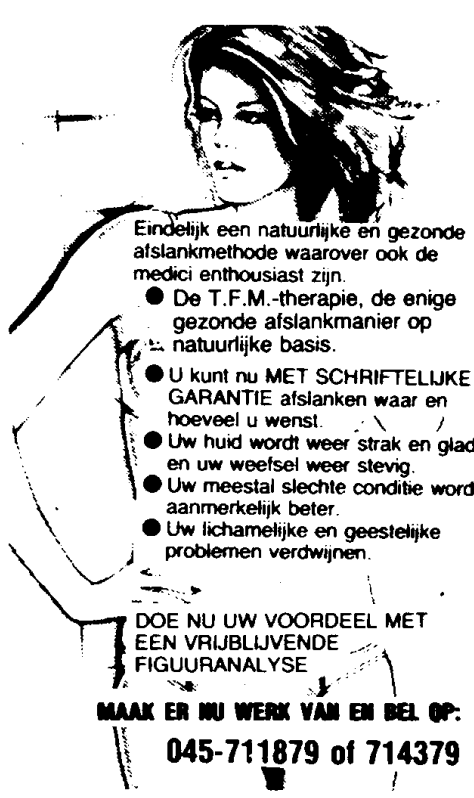 Eindelijk een natuurlijke en gezonde
afslankmethode waarover ook de
medici enthousiast zijn.
● De T.F.M.-therapie, de enige
gezonde afslankmanier op
natuurlijke basis.
● U kunt nu MET SCHRIFTELIJKE
GARANTIE afslanken waar en
hoeveel u wenst.
● Uw huid wordt weer strak en glad
en uw weefsel weer stevig.
● Uw meestal slechte conditie word
aanmerkelijk beter.
● Uw lichamelijke en geestelijke
problemen verdwijnen.
DOE NU UW VOORDEEL MET
EEN VRIJBLIJVENDE
FIGUURANALYSE
MAAK ER NU WERK VAN EN BEL OP:
045-711879 of 714379